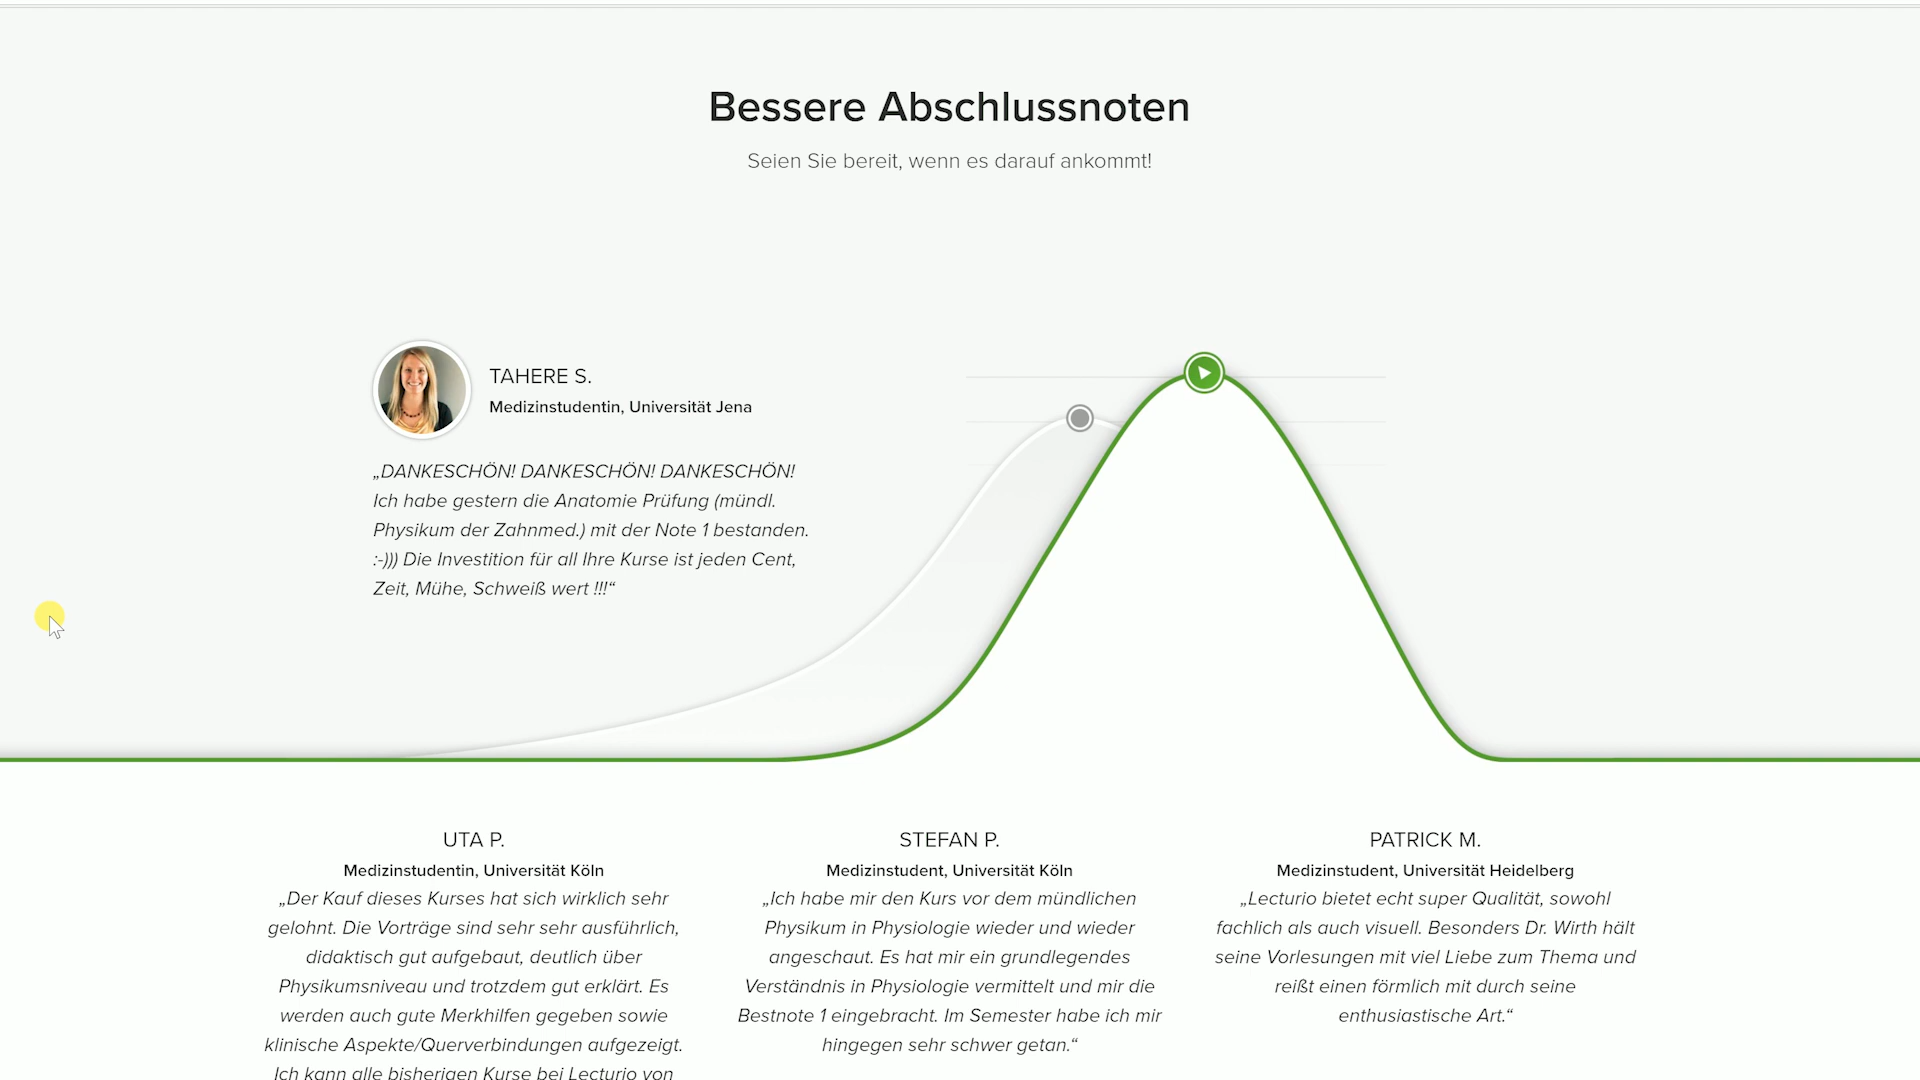 Bessere Abschlussnoten
Seien Sie bereit, wenn es darauf ankommt!
TAHERE S.
Medizinstudentin, Universität Jena
„DANKESCHÖN! DANKESCHÖN! DANKESCHÖN!
Ich habe gestern die Anatomie Prüfung (mündl.
Physikum der Zahnmed.) mit der Note 1 bestanden.
:-))) Die Investition für all Ihre Kurse ist jeden Cent,
Zeit, Mühe, Schweiß wert !!!“
UTA P.
Medizinstudentin, Universität Köln
„Der Kauf dieses Kurses hat sich wirklich sehr
gelohnt. Die Vorträge sind sehr sehr ausführlich,
didaktisch gut aufgebaut, deutlich über
Physikumsniveau und trotzdem gut erklärt. Es
werden auch gute Merkhilfen gegeben sowie
klinische Aspekte/Querverbindungen aufgezeigt.
Ich kann alle bisherigen Kurse bei Lecturio von
STEFAN P.
Medizinstudent, Universität Köln
„Ich habe mir den Kurs vor dem mündlichen
Physikum in Physiologie wieder und wieder
angeschaut. Es hat mir ein grundlegendes
Verständnis in Physiologie vermittelt und mir die
Bestnote 1 eingebracht. Im Semester habe ich mir
hingegen sehr schwer getan.“
PATRICK M.
Medizinstudent, Universität Heidelberg
„Lecturio bietet echt super Qualität, sowohl
fachlich als auch visuell. Besonders Dr. Wirth hält
seine Vorlesungen mit viel Liebe zum Thema und
reißt einen förmlich mit durch seine
enthusiastische Art.“